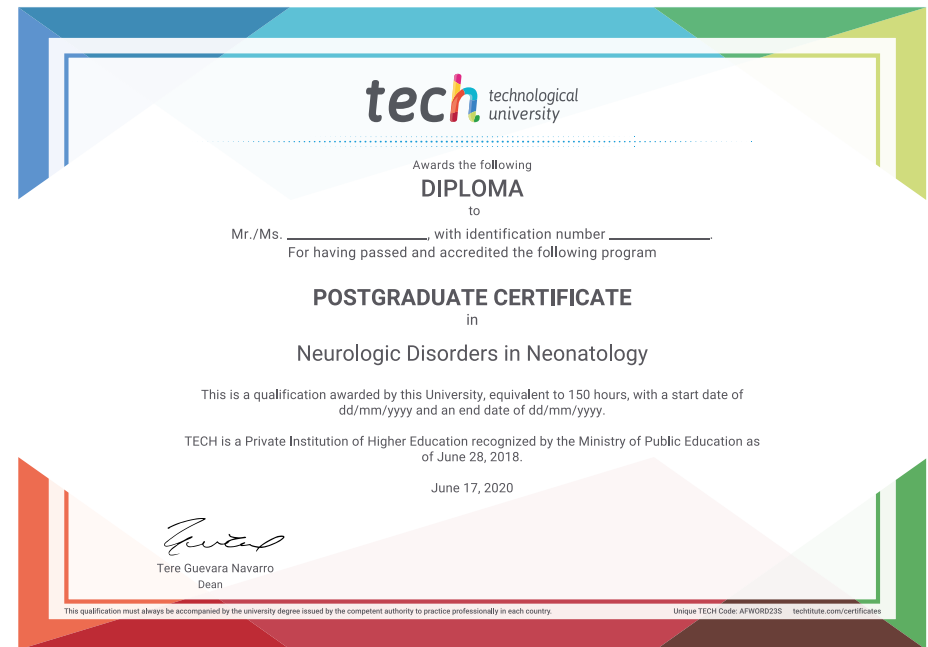 tech technological
university
Awards the following
DIPLOMA
to
Mr./Ms. ____________________, with identification number ______________.
For having passed and accredited the following program
POSTGRADUATE CERTIFICATE
in
Neurologic Disorders in Neonatology
This is a qualification awarded by this University, equivalent to 150 hours, with a start date of
dd/mm/yyyy and an end date of dd/mm/yyyy.
TECH is a Private Institution of Higher Education recognized by the Ministry of Public Education as
of June 28, 2018.
June 17, 2020
Tere Guevara Navarro
Dean
This qualification must always be accompanied by the university degree issued by the competent authority to practice professionally in each country.
Unique TECH Code: AFWORD23S techtitute.com/certificates